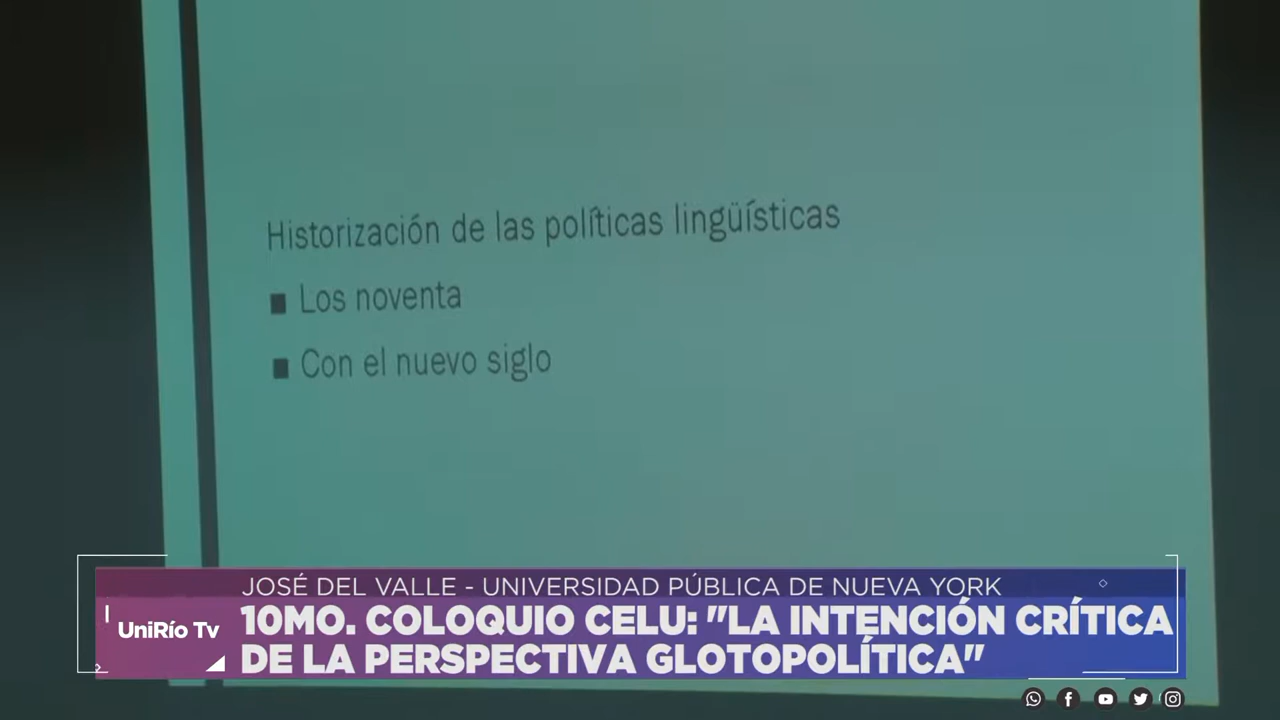 Historización de las políticas lingüísticas
■ Los noventa
■ Con el nuevo siglo
JOSÉ DEL VALLE - UNIVERSIDAD PÚBLICA DE NUEVA YORK
UniRío Tv
10MO. COLOQUIO CELU: "LA INTENCIÓN CRÍTICA
DE LA PERSPECTIVA GLOTOPOLÍTICA"